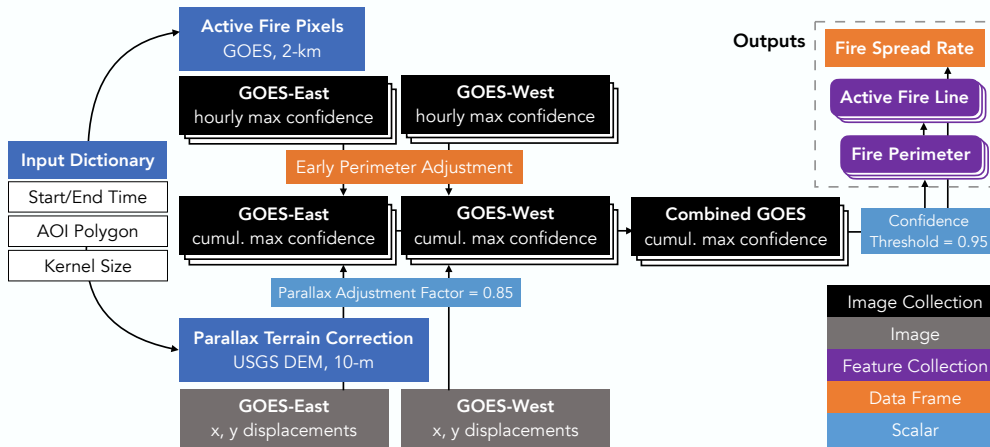 Active Fire Pixels
GOES, 2-km
Outputs
Fire Spread Rate
Active Fire Line
Fire Perimeter
GOES-East
hourly max confidence
GOES-West
hourly max confidence
Input Dictionary
Start/End Time
AOI Polygon
Kernel Size
Early Perimeter Adjustment
GOES-East
cumul. max confidence
GOES-West
cumul. max confidence
Combined GOES
cumul. max confidence
Confidence
Threshold = 0.95
Parallax Adjustment Factor = 0.85
Parallax Terrain Correction
USGS DEM, 10-m
GOES-East
x, y displacements
GOES-West
x, y displacements
Image Collection
Image
Feature Collection
Data Frame
Scalar